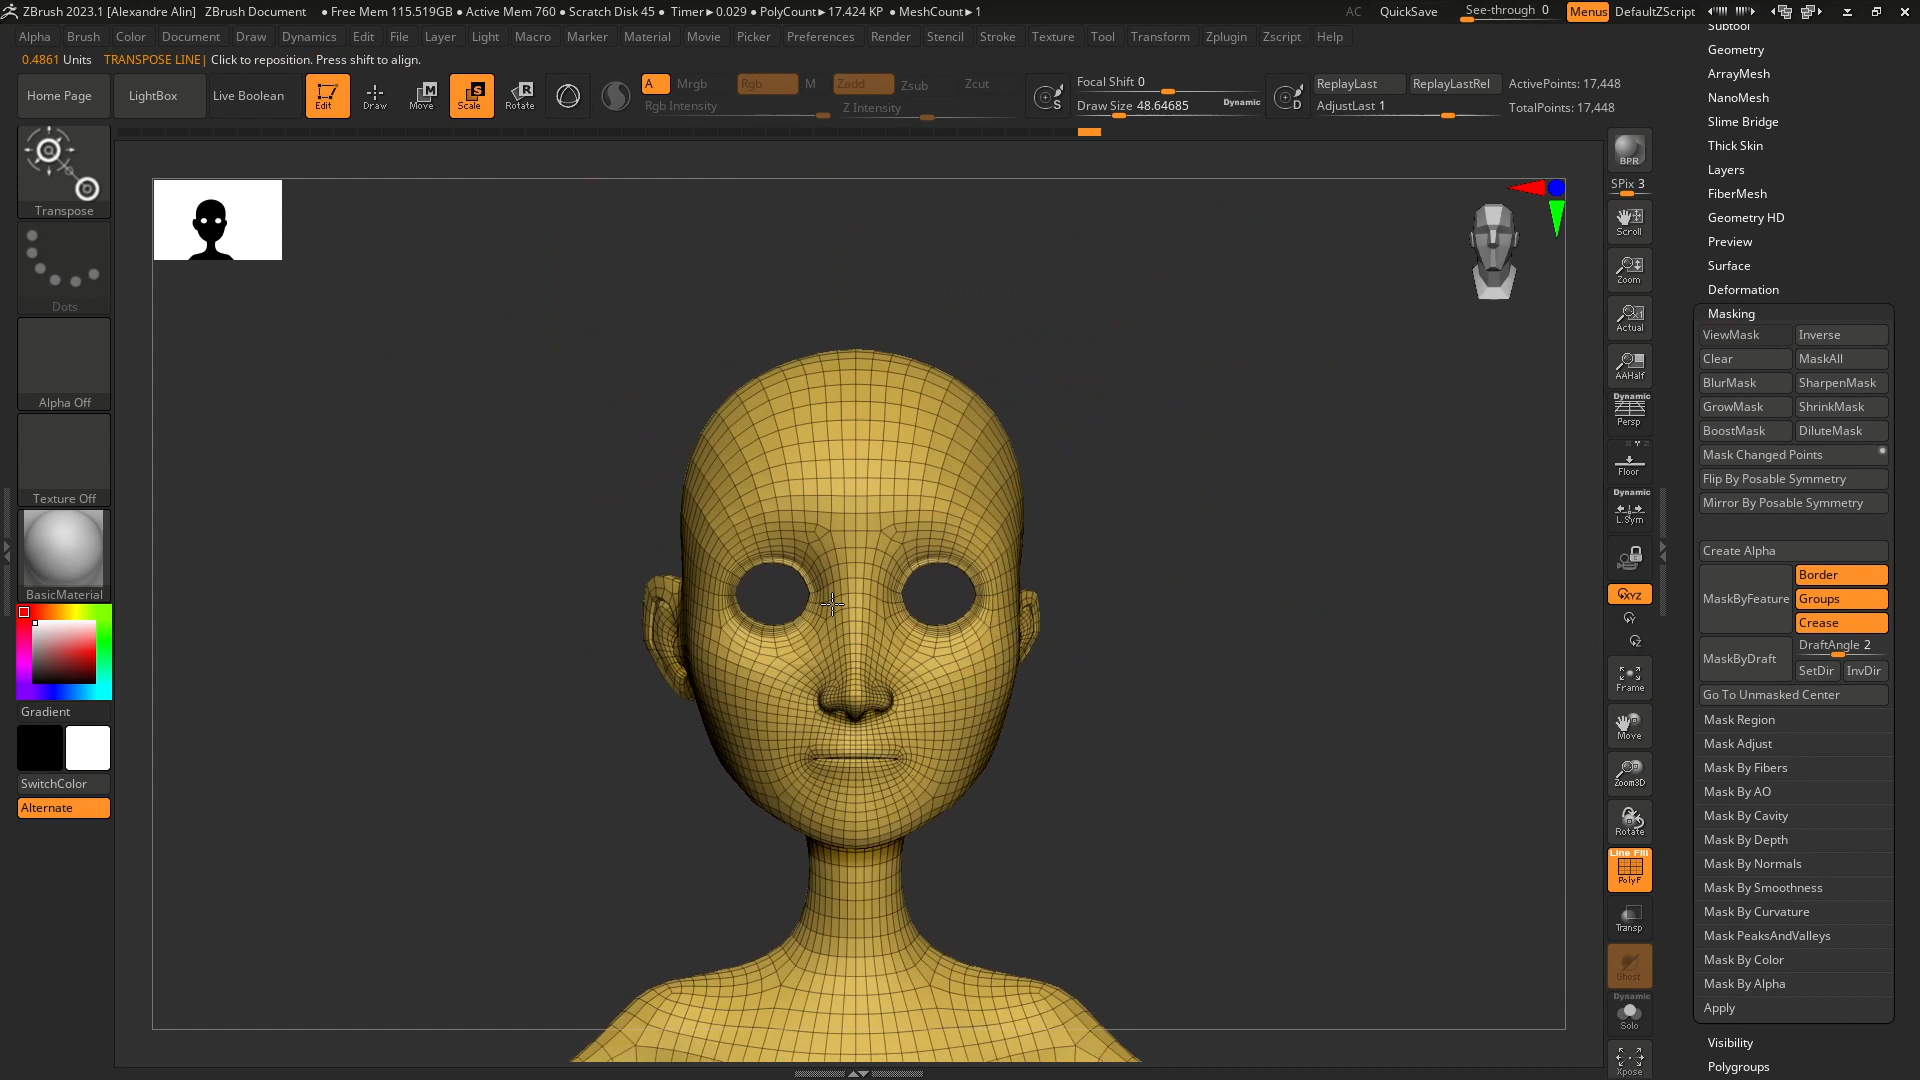 ZBrush 2023.1 [Alexandre Alin] ZBrush Document ● Free Mem 115.519GB ● Active Mem 760 ● Scratch Disk 45 ● Timer►0.029 ● PolyCount►17.424 KP ● MeshCount►1 AC QuickSave See-through 0 Menus DefaultZScript
Alpha Brush Color Document Draw Dynamics Edit File Layer Light Macro Marker Material Movie Picker Preferences Render Stencil Stroke Texture Tool Transform Zplugin Zscript Help
0.4861 Units TRANSPOSE LINE| Click to reposition. Press shift to align.
Home Page LightBox Live Boolean Edit Draw Move Scale Rotate A Mrgb Rgb M Zadd Zsub Zcut Focal Shift 0 ReplayLast ReplayLastRel ActivePoints: 17,448
Rgb Intensity Z Intensity Draw Size 48.64685 Dynamic AdjustLast 1 TotalPoints: 17,448
M
S
R
S
D
Transpose
Dots
Alpha Off
Texture Off
BasicMaterial
Gradient
SwitchColor
Alternate
BPR
SPix 3
Scroll
Zoom
Actual
AAHalf
Dynamic
Persp
Floor
Dynamic
L.Sym
XYZ
Y
Z
Frame
Move
Zoom3D
Rotate
Line Fill
PolyF
Transp
Ghost
Dynamic
Solo
Xpose
Subtool
Geometry
ArrayMesh
NanoMesh
Slime Bridge
Thick Skin
Layers
FiberMesh
Geometry HD
Preview
Surface
Deformation
Masking
ViewMask Inverse
Clear MaskAll
BlurMask SharpenMask
GrowMask ShrinkMask
BoostMask DiluteMask
Mask Changed Points
Flip By Posable Symmetry
Mirror By Posable Symmetry
Create Alpha
MaskByFeature Border
Groups
Crease
MaskByDraft DraftAngle 2
SetDir InvDir
Go To Unmasked Center
Mask Region
Mask Adjust
Mask By Fibers
Mask By AO
Mask By Cavity
Mask By Depth
Mask By Normals
Mask By Smoothness
Mask By Curvature
Mask PeaksAndValleys
Mask By Color
Mask By Alpha
Apply
Visibility
Polygroups